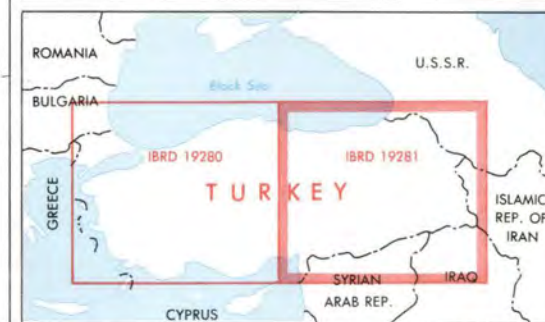 ROMANIA
U.S.S.R.
Black Sea
BULGARIA
IBRD 19280
IBRD 19281
TURKEY
GREECE
ISLAMIC
REP. OF
IRAN
SYRIAN
ARAB REP.
IRAQ
CYPRUS